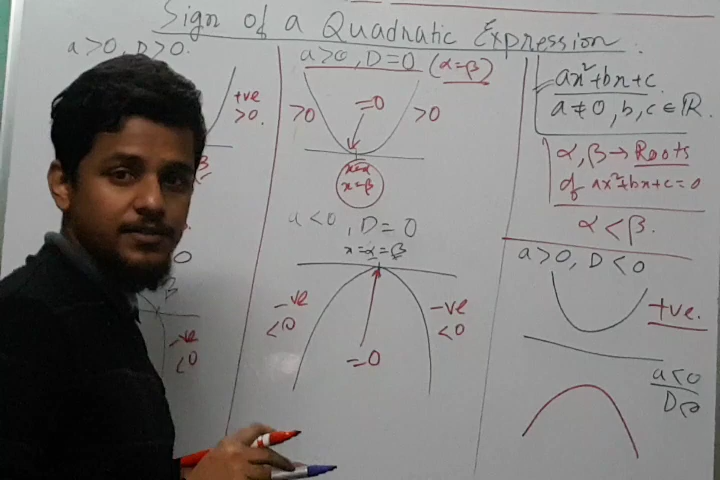 Sign of a Quadratic Expression.
a>0, D>0.
+ve
>0.
β
0
β
-ve
<0
a>0, D=0 (α=β)
>0
=0
>0
x=α
x=β
a<0, D=0
x=α=β
-ve
<0
-ve
<0
=0
ax²+bx+c.
a≠0, b, c ∈ R.
α, β → Roots
of ax²+bx+c=0
α<β.
a>0, D<0
+ve.
a<0